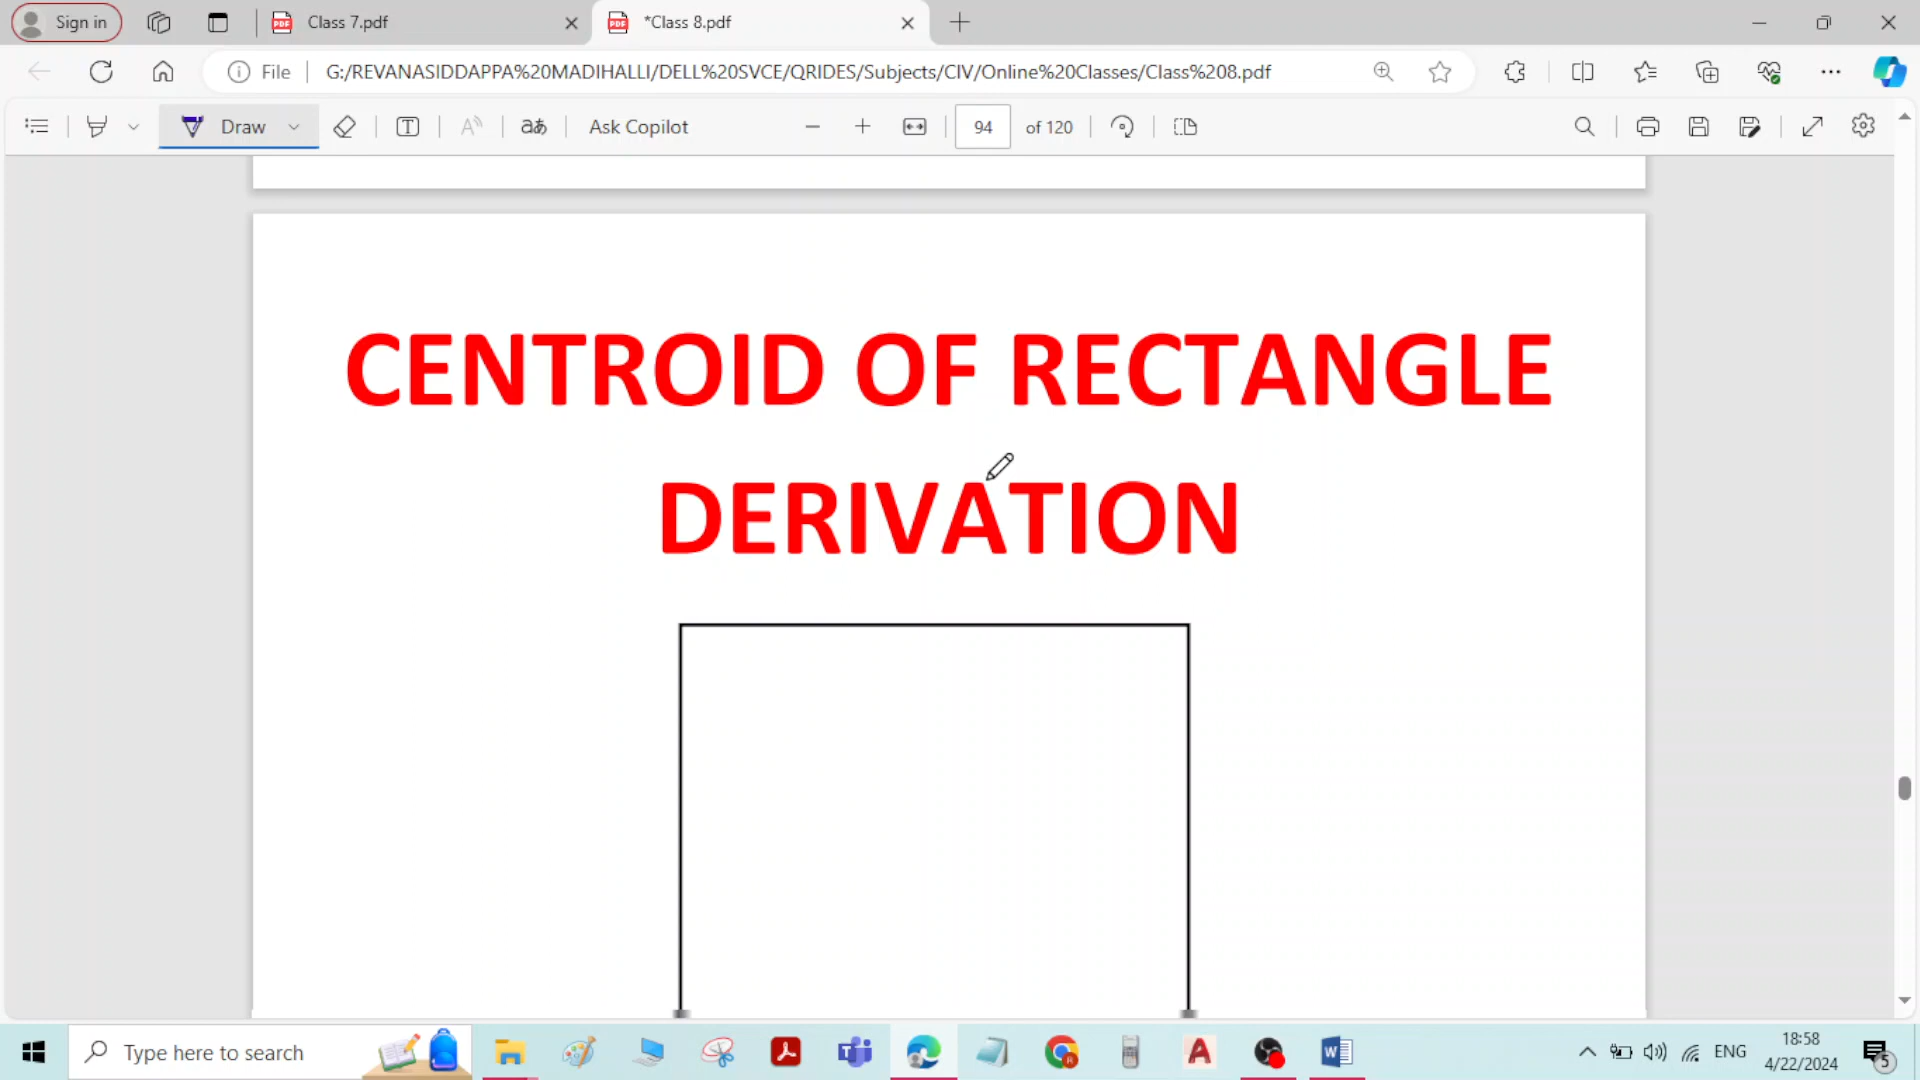 Sign in
Class 7.pdf
*Class 8.pdf
File
G:/REVANASIDDAPPA%20MADIHALLI/DELL%20SVCE/QRIDES/Subjects/CIV/Online%20Classes/Class%208.pdf
Draw
Ask Copilot
94 of 120
CENTROID OF RECTANGLE
DERIVATION
Type here to search
ENG
18:58
4/22/2024
5